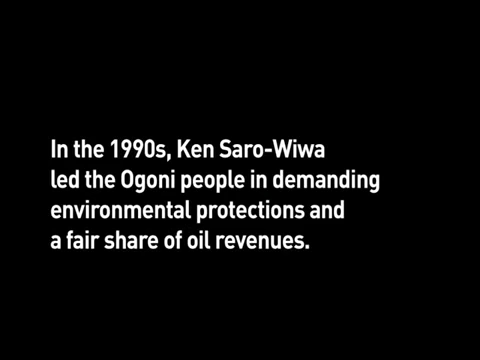 In the 1990s, Ken Saro-Wiwa
led the Ogoni people in demanding
environmental protections and
a fair share of oil revenues.